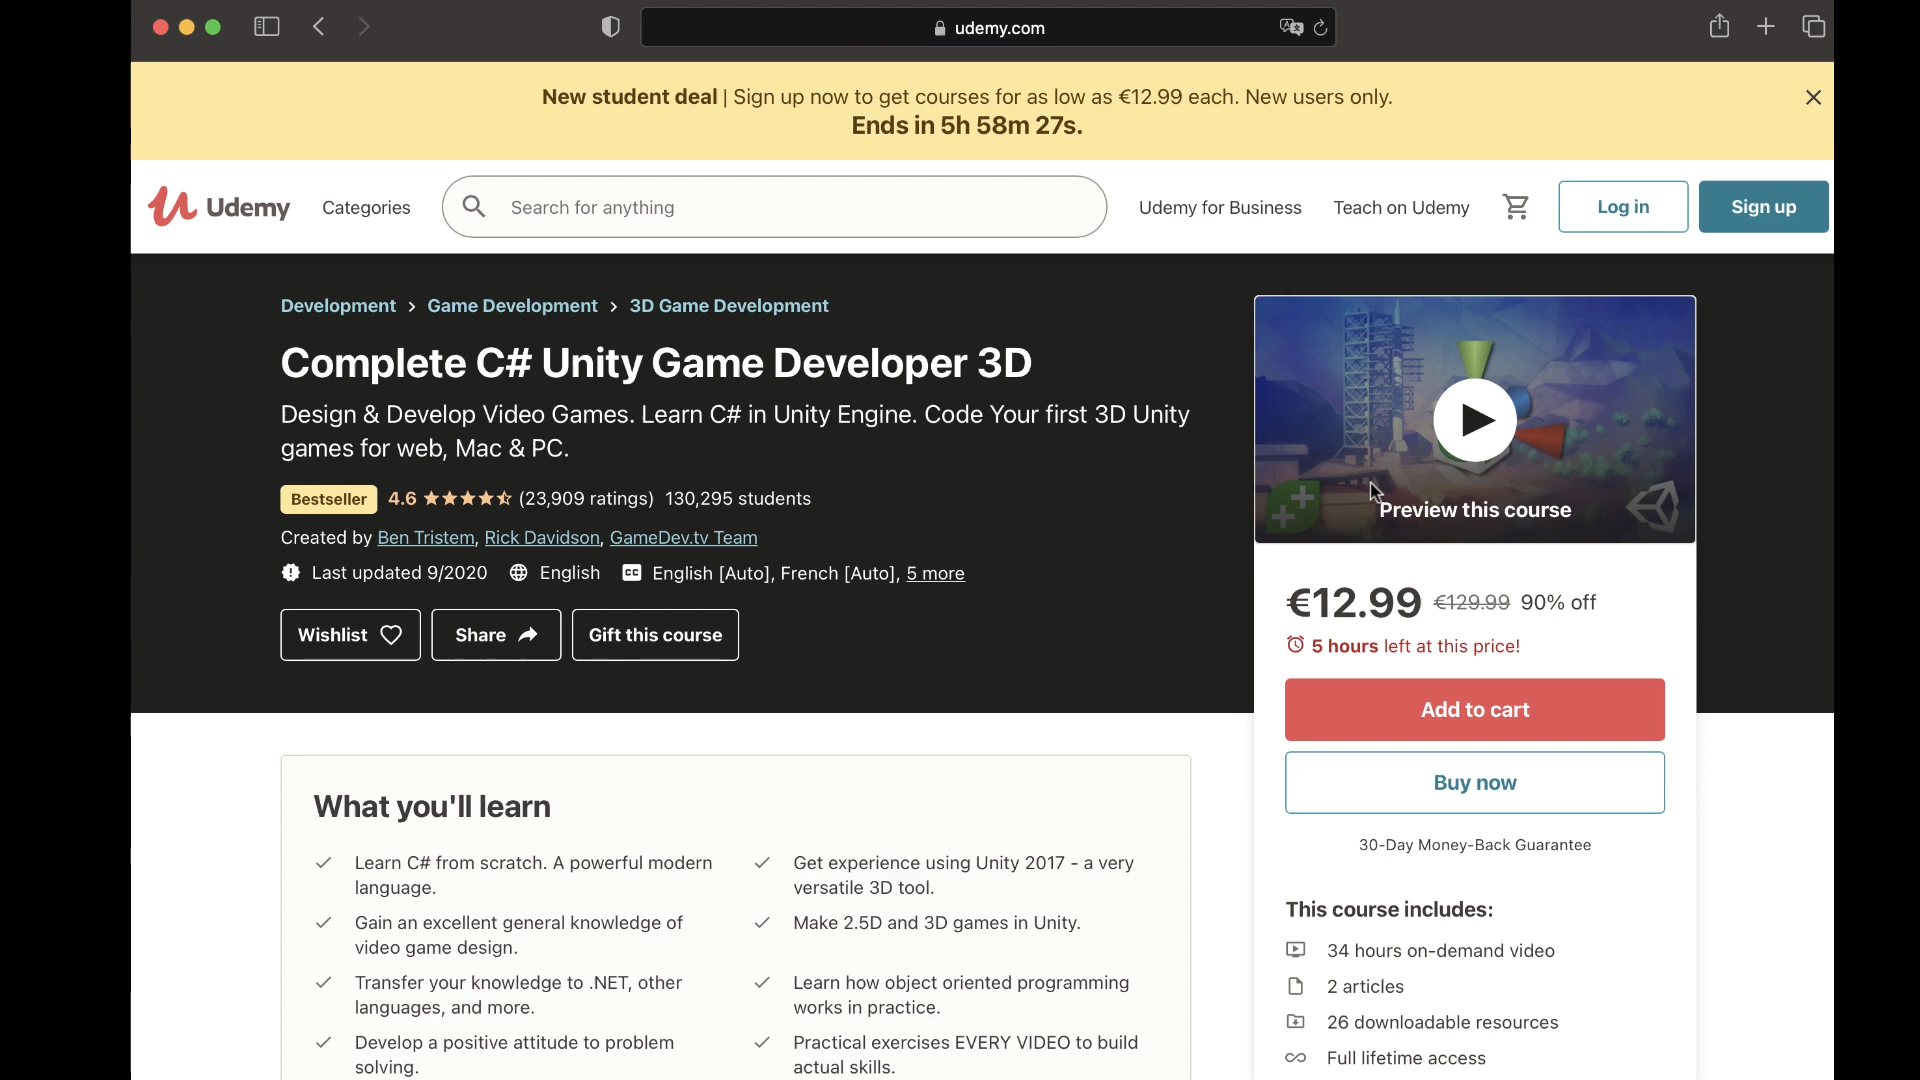 udemy.com
New student deal | Sign up now to get courses for as low as €12.99 each. New users only.
Ends in 5h 58m 27s.
Udemy
Categories
Search for anything
Udemy for Business
Teach on Udemy
Log in
Sign up
Development > Game Development > 3D Game Development
Complete C# Unity Game Developer 3D
Design & Develop Video Games. Learn C# in Unity Engine. Code Your first 3D Unity
games for web, Mac & PC.
Bestseller 4.6 (23,909 ratings) 130,295 students
Created by Ben Tristem, Rick Davidson, GameDev.tv Team
Last updated 9/2020 English CC English [Auto], French [Auto], 5 more
Wishlist
Share
Gift this course
Preview this course
€12.99 €129.99 90% off
5 hours left at this price!
Add to cart
Buy now
30-Day Money-Back Guarantee
This course includes:
34 hours on-demand video
2 articles
26 downloadable resources
Full lifetime access
What you'll learn
Learn C# from scratch. A powerful modern
language.
Get experience using Unity 2017 - a very
versatile 3D tool.
Gain an excellent general knowledge of
video game design.
Make 2.5D and 3D games in Unity.
Transfer your knowledge to .NET, other
languages, and more.
Learn how object oriented programming
works in practice.
Develop a positive attitude to problem
solving.
Practical exercises EVERY VIDEO to build
actual skills.